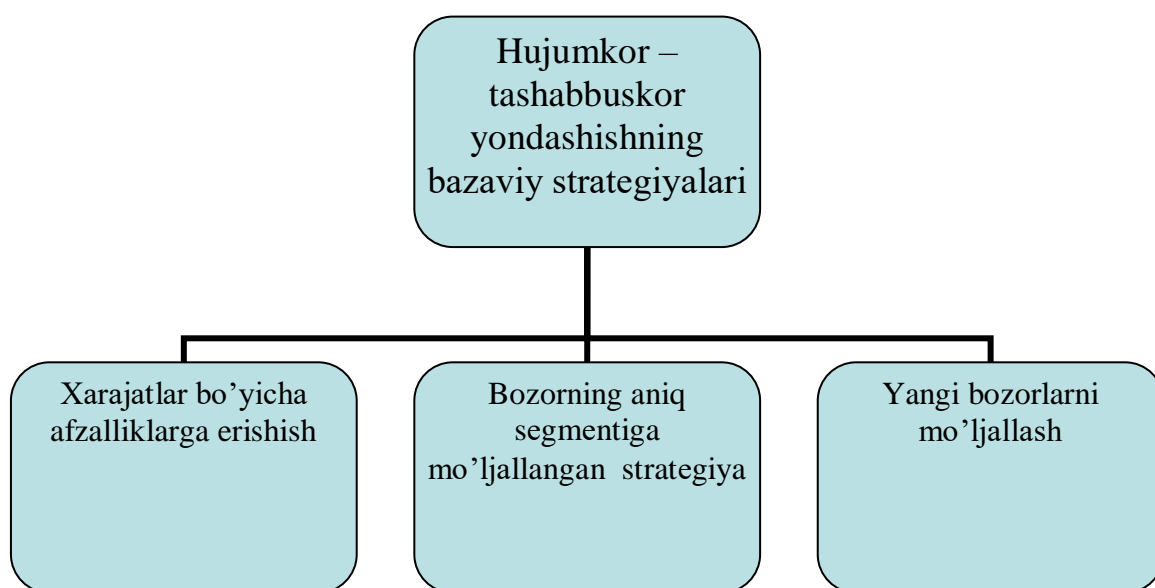 Hujumkor –
tashabbuskor
yondashishning
bazaviy strategiyalari
Xarajatlar bo’yicha
afzalliklarga erishish
Bozorning aniq
segmentiga
mo’ljallangan strategiya
Yangi bozorlarni
mo’ljallash